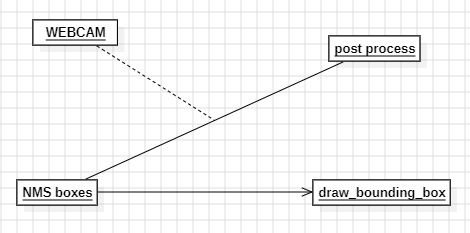 WEBCAM
post process
NMS boxes
draw_bounding_box